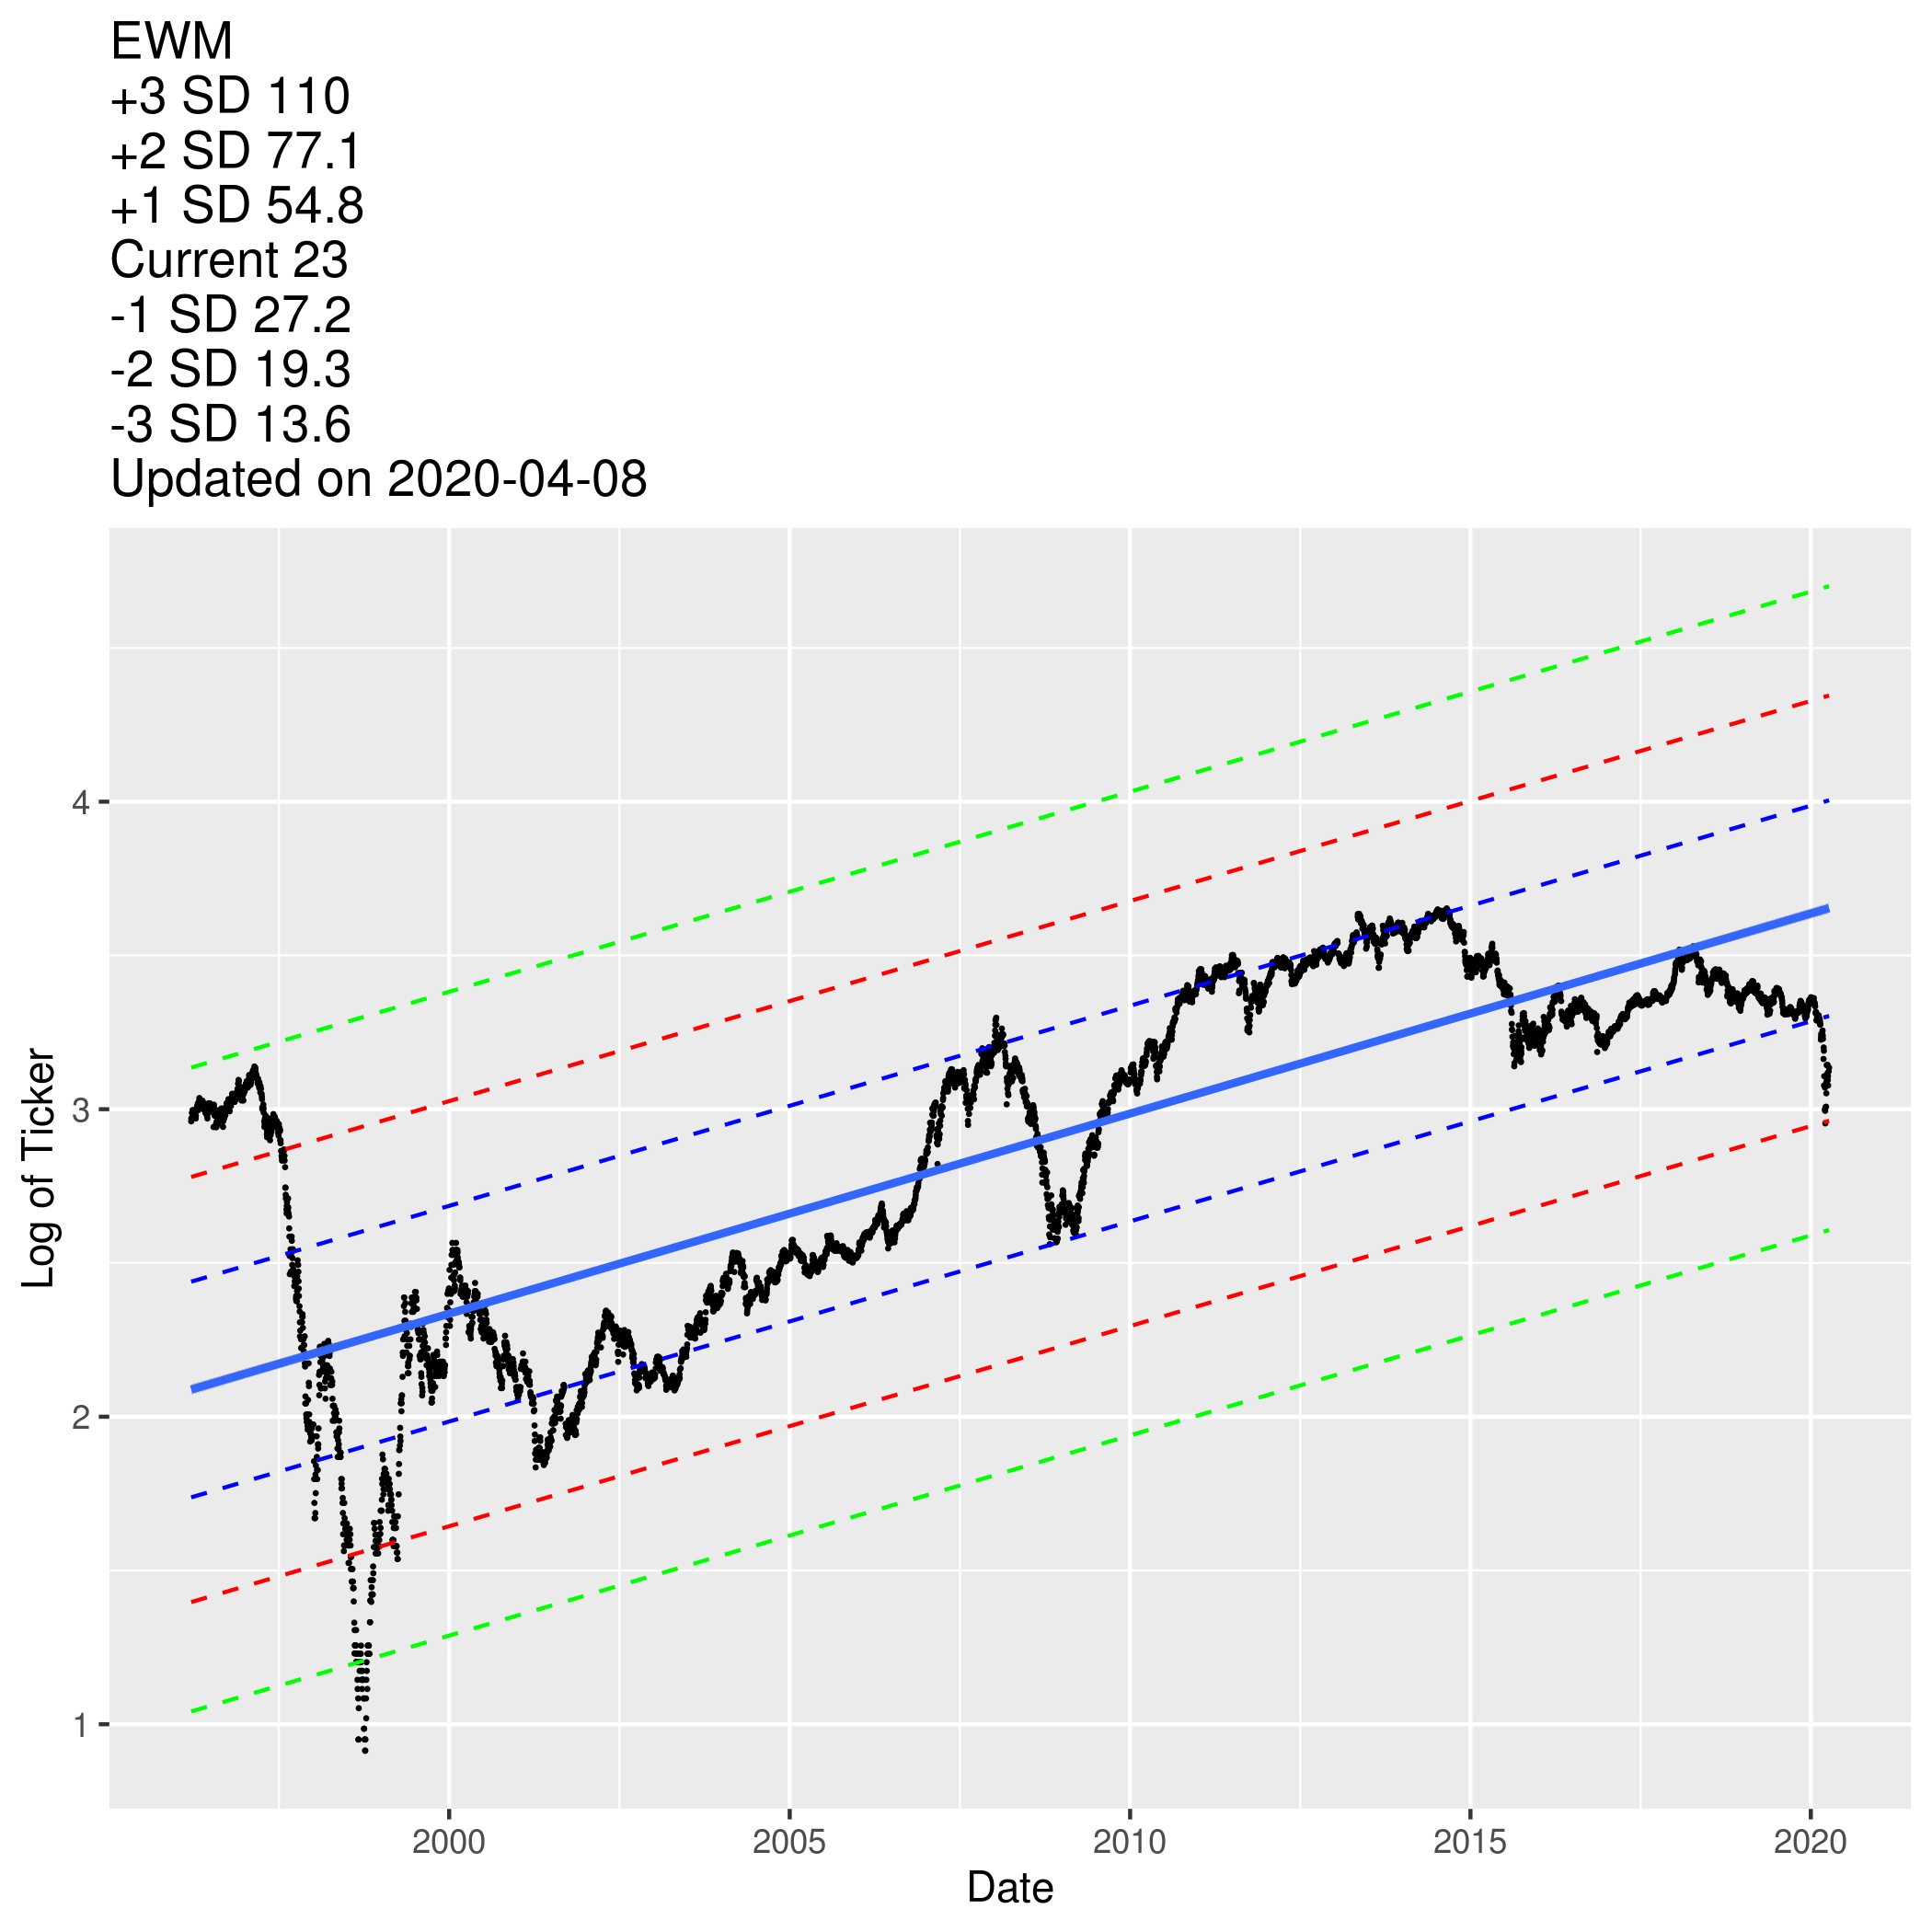 EWM
+3 SD 110
+2 SD 77.1
+1 SD 54.8
Current 23
-1 SD 27.2
-2 SD 19.3
-3 SD 13.6
Updated on 2020-04-08
4
3
2
1
Log of Ticker
2000 2005 2010 2015 2020
Date